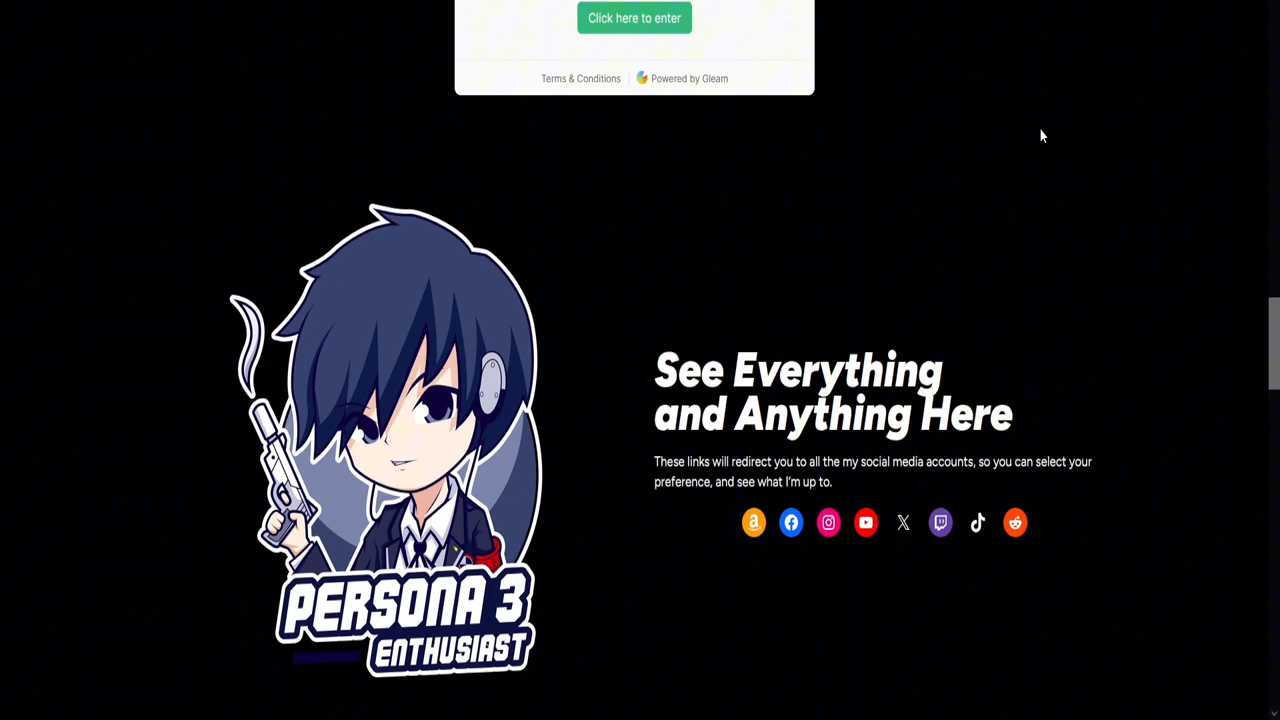 Click here to enter
Terms & Conditions
Powered by Gleam
See Everything
and Anything Here
These links will redirect you to all the my social media accounts, so you can select your
preference, and see what I'm up to.
PERSONA 3
ENTHUSIAST